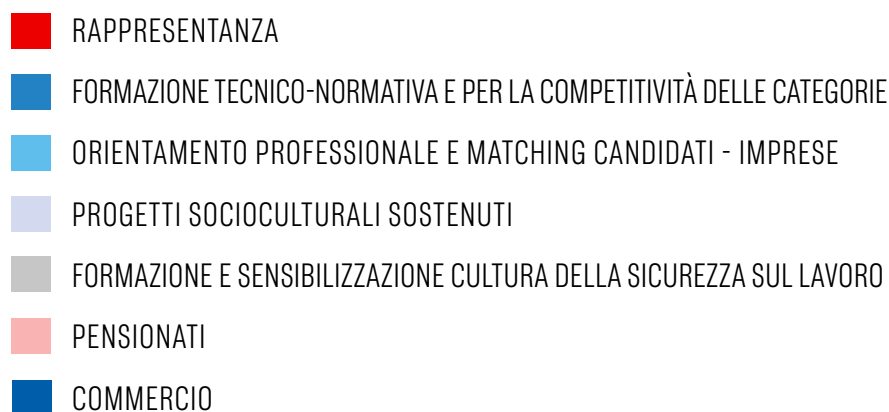 RAPPRESENTANZA
FORMAZIONE TECNICO-NORMATIVA E PER LA COMPETITIVITÀ DELLE CATEGORIE
ORIENTAMENTO PROFESSIONALE E MATCHING CANDIDATI - IMPRESE
PROGETTI SOCIOCULTURALI SOSTENUTI
FORMAZIONE E SENSIBILIZZAZIONE CULTURA DELLA SICUREZZA SUL LAVORO
PENSIONATI
COMMERCIO